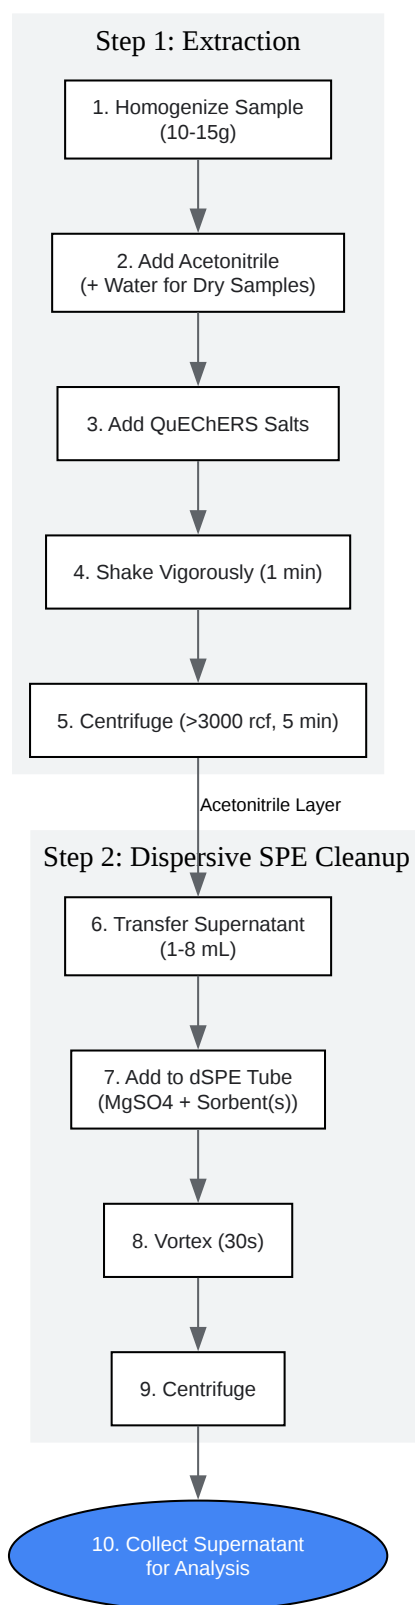 Step 1: Extraction
1. Homogenize Sample
(10-15g)
2. Add Acetonitrile
(+ Water for Dry Samples)
3. Add QuEChERS Salts
4. Shake Vigorously (1 min)
5. Centrifuge (>3000 rcf, 5 min)
Acetonitrile Layer
Step 2: Dispersive SPE Cleanup
6. Transfer Supernatant
(1-8 mL)
7. Add to dSPE Tube
(MgSO4 + Sorbent(s))
8. Vortex (30s)
9. Centrifuge
10. Collect Supernatant
for Analysis